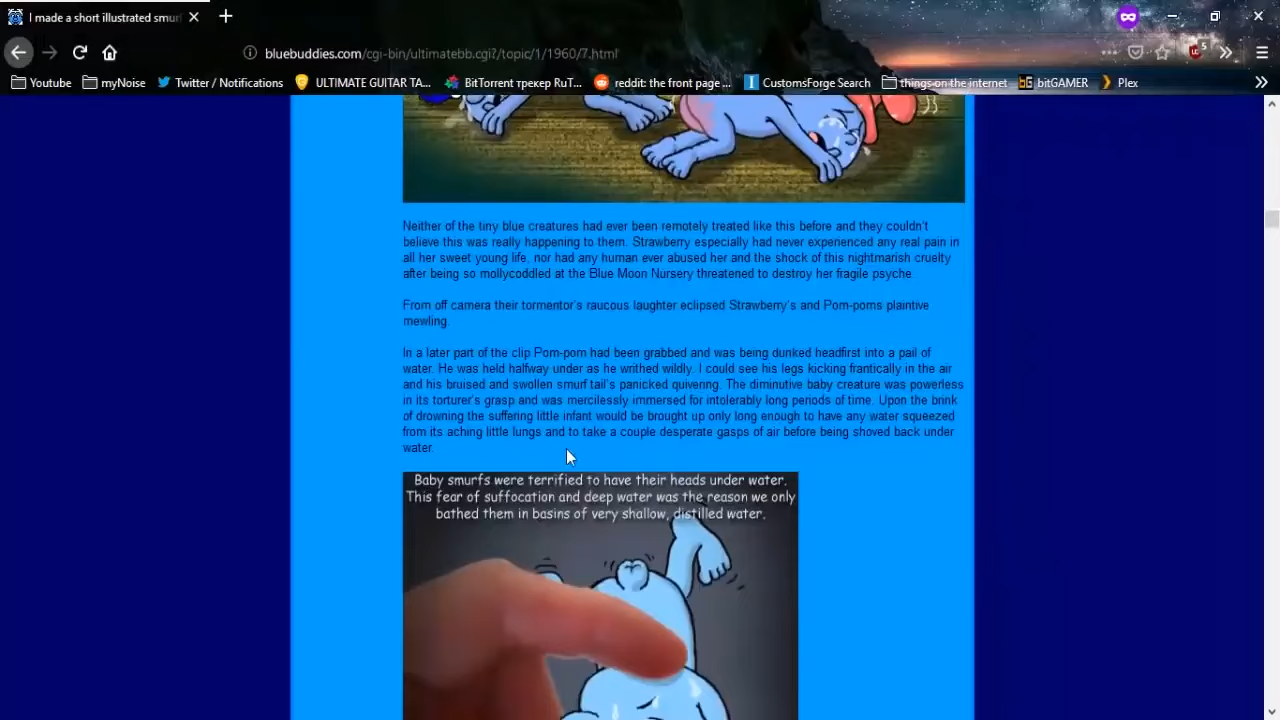 I made a short illustrated smur
bluebuddies.com/cgi-bin/ultimatebb.cgi?/topic/1/1960/7.html
5
Youtube
myNoise
Twitter / Notifications
ULTIMATE GUITAR TA...
BitTorrent трекер RuT...
reddit: the front page ...
CustomsForge Search
things on the internet
bitGAMER
Plex
Neither of the tiny blue creatures had ever been remotely treated like this before and they couldn't
believe this was really happening to them. Strawberry especially had never experienced any real pain in
all her sweet young life, nor had any human ever abused her and the shock of this nightmarish cruelty
after being so mollycoddled at the Blue Moon Nursery threatened to destroy her fragile psyche.
From off camera their tormentor's raucous laughter eclipsed Strawberry's and Pom-poms plaintive
mewling.
In a later part of the clip Pom-pom had been grabbed and was being dunked headfirst into a pail of
water. He was held halfway under as he writhed wildly. I could see his legs kicking frantically in the air
and his bruised and swollen smurf tail's panicked quivering. The diminutive baby creature was powerless
in its torturer's grasp and was mercilessly immersed for intolerably long periods of time. Upon the brink
of drowning the suffering little infant would be brought up only long enough to have any water squeezed
from its aching little lungs and to take a couple desperate gasps of air before being shoved back under
water.
Baby smurfs were terrified to have their heads under water.
This fear of suffocation and deep water was the reason we only
bathed them in basins of very shallow, distilled water.